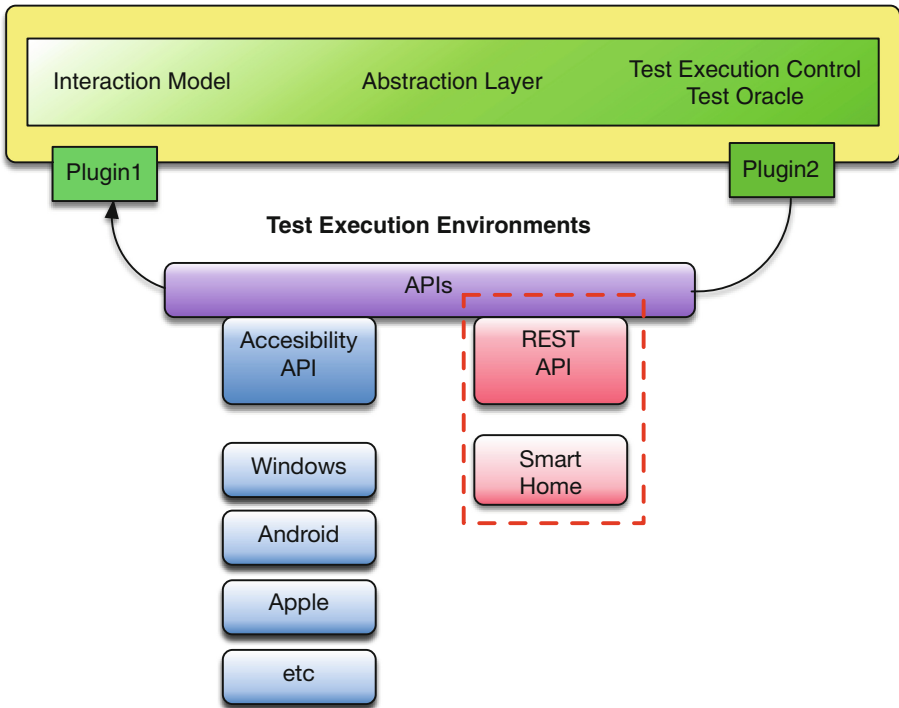 Interaction Model
Abstraction Layer
Test Execution Control
Test Oracle
Plugin1
Plugin2
Test Execution Environments
APIs
Accesibility
API
REST
API
Windows
Smart
Home
Android
Apple
etc